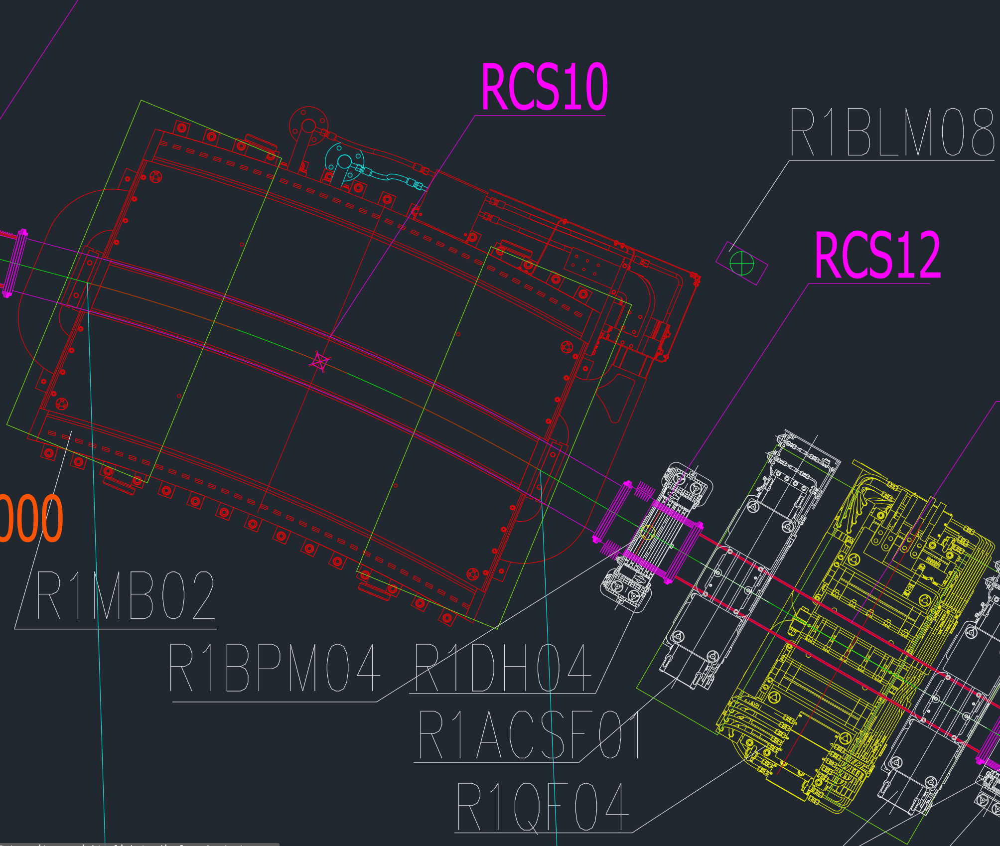 RCS10
R1BLM08
RCS12
000
R1MB02
R1BPM04
R1DH04
R1ACSF01
R1QF04